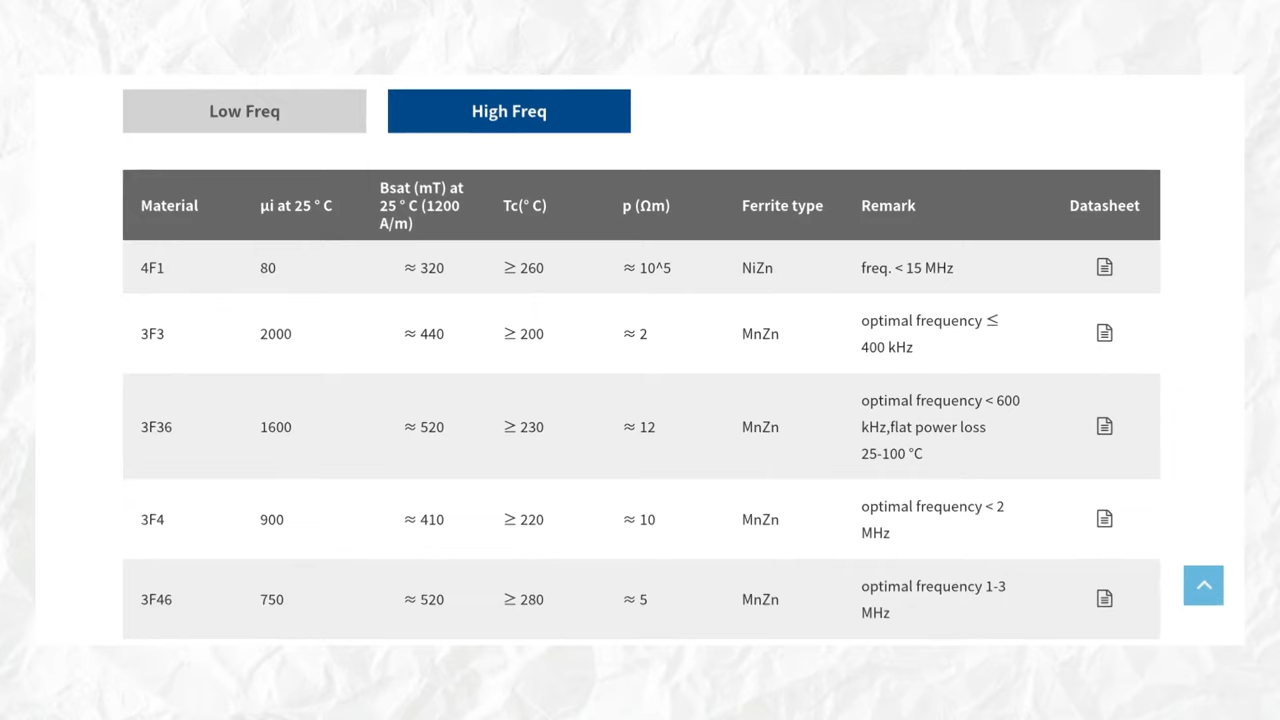 Low Freq
High Freq
Material
μi at 25 ° C
Bsat (mT) at
25 ° C (1200
A/m)
Tc(° C)
p (Ωm)
Ferrite type
Remark
Datasheet
4F1
80
≈ 320
≥ 260
≈ 10^5
NiZn
freq. < 15 MHz
3F3
2000
≈ 440
≥ 200
≈ 2
MnZn
optimal frequency ≤
400 kHz
3F36
1600
≈ 520
≥ 230
≈ 12
MnZn
optimal frequency < 600
kHz,flat power loss
25-100 °C
3F4
900
≈ 410
≥ 220
≈ 10
MnZn
optimal frequency < 2
MHz
3F46
750
≈ 520
≥ 280
≈ 5
MnZn
optimal frequency 1-3
MHz